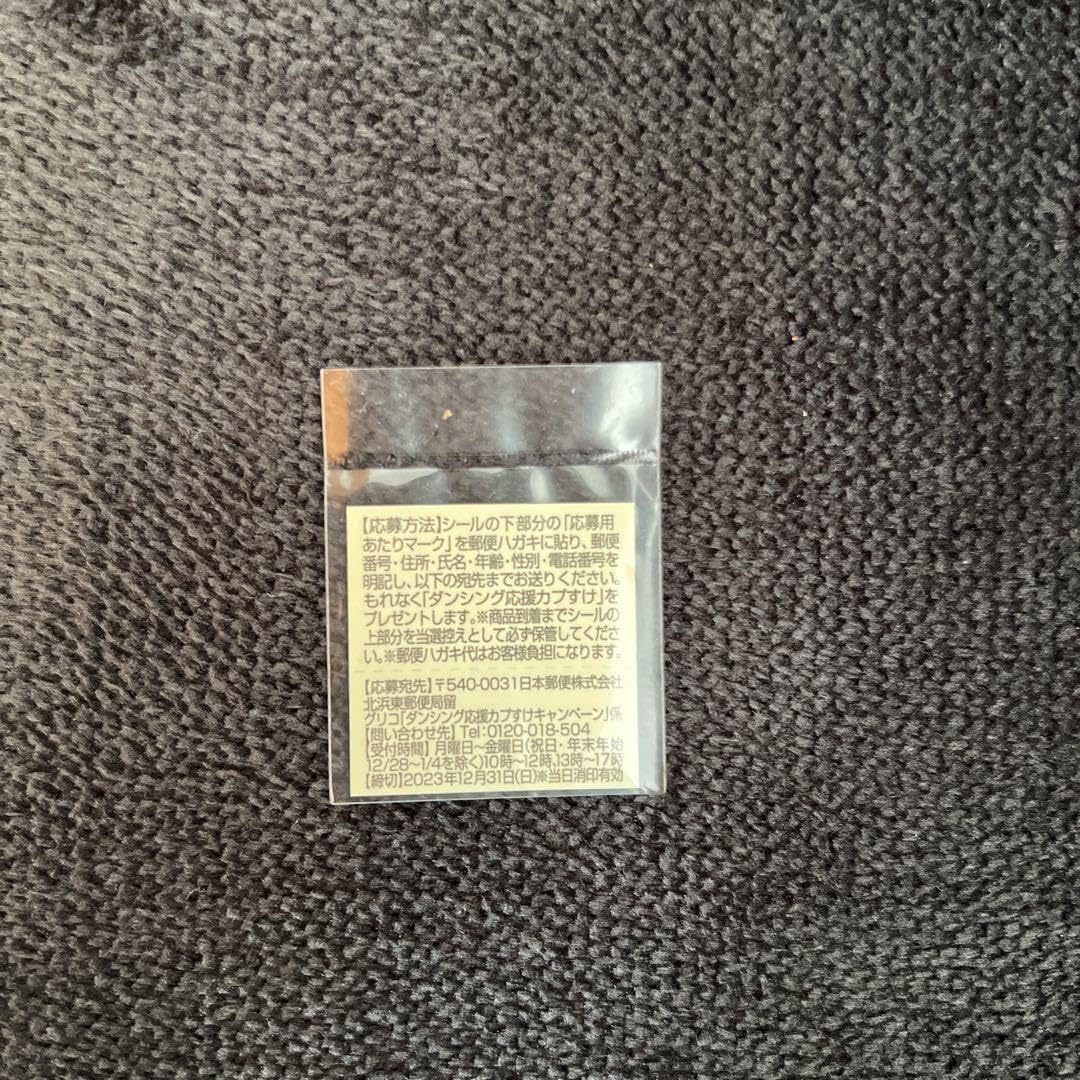 【応募方法】シールの下部分の「応募用
あたりマーク」を郵便ハガキに貼り、郵便
番号・住所・氏名・年齢・性別・電話番号を
明記し、以下の宛先までお送りください。
もれなく「ダンシング応援カブすけ」を
プレゼントします。※商品到着までシールの
上部分を当選控えとして必ず保管してくださ
い。※郵便ハガキ代はお客様負担になります。
【応募宛先】〒540-0031日本郵便株式会社
北浜東郵便局留
グリコ「ダンシング応援カブすけキャンペーン」係
【問い合わせ先】Tel:0120-018-504
【受付時間】月曜日〜金曜日(祝日・年末年始
12/28〜1/4を除く)10時〜12時、13時〜17時
【締切】2023年12月31日(日)※当日消印有効